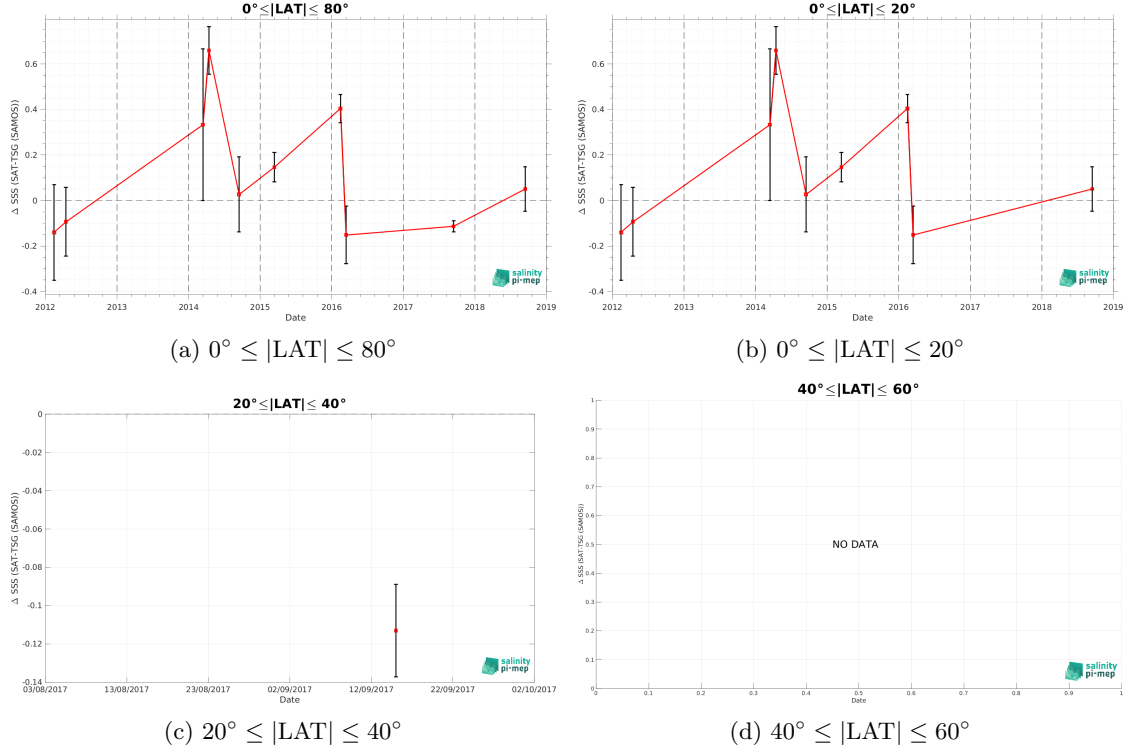 0°≤|LAT|≤ 80°
Δ SSS (SAT-TSG (SAMOS))
0.6
0.4
0.2
0
-0.2
-0.4
2012
2013
2014
2015
2016
2017
2018
2019
Date
salinity
pi-mep
(a) 0° ≤ |LAT| ≤ 80°
0°≤|LAT|≤ 20°
Δ SSS (SAT-TSG (SAMOS))
0.6
0.4
0.2
0
-0.2
-0.4
2012
2013
2014
2015
2016
2017
2018
2019
Date
salinity
pi-mep
(b) 0° ≤ |LAT| ≤ 20°
20°≤|LAT|≤ 40°
Δ SSS (SAT-TSG (SAMOS))
0
-0.02
-0.04
-0.06
-0.08
-0.1
-0.12
-0.14
03/08/2017
13/08/2017
23/08/2017
02/09/2017
12/09/2017
22/09/2017
02/10/2017
Date
salinity
pi-mep
(c) 20° ≤ |LAT| ≤ 40°
40°≤|LAT|≤ 60°
Δ SSS (SAT-TSG (SAMOS))
1
0.9
0.8
0.7
0.6
0.5
0.4
0.3
0.2
0.1
0
NO DATA
0
0.1
0.2
0.3
0.4
0.5
0.6
0.7
0.8
0.9
1
Date
salinity
pi-mep
(d) 40° ≤ |LAT| ≤ 60°